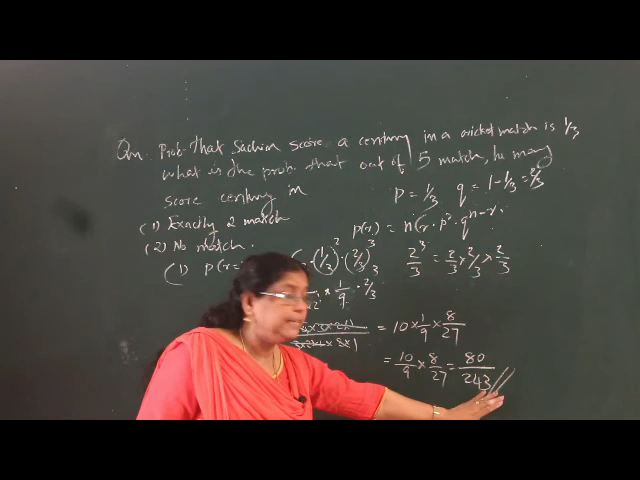 Qn. Prob. that Sachin score a century in a cricket match is 1/3,
what is the prob. that out of 5 match, he may
score century in
P = 1/3 q = 1 - 1/3 = 2/3
(1) Exactly 2 match
p(r) = nCr · p^r · q^n-r.
(2) No match.
(1) p(r= · (1/3)^2 · (2/3)^3 2^3/3 = 2/3 × 2/3 × 2/3
× 1/9 ·
= 10 × 1/9 × 8/27
= 10/9 × 8/27 = 80/243 //